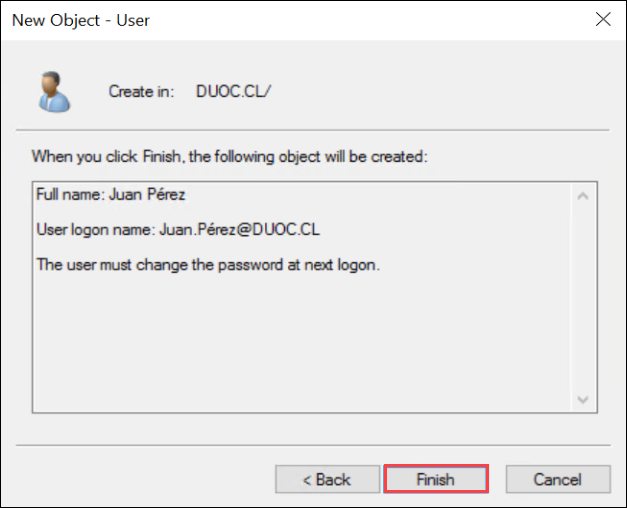 New Object - User
Create in: DUOC.CL/
When you click Finish, the following object will be created:
Full name: Juan Pérez
User logon name: Juan.Pérez@DUOC.CL
The user must change the password at next logon.
< Back Finish Cancel